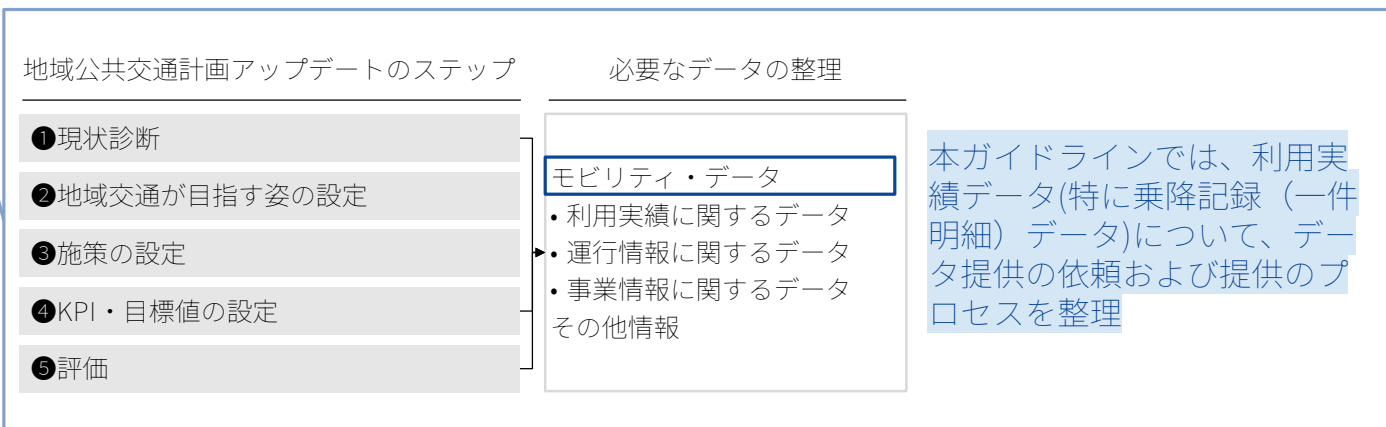 地域公共交通計画アップデートのステップ
❶現状診断
❷地域交通が目指す姿の設定
❸施策の設定
❹KPI・目標値の設定
❺評価
必要なデータの整理
モビリティ・データ
• 利用実績に関するデータ
• 運行情報に関するデータ
• 事業情報に関するデータ
その他情報
本ガイドラインでは、利用実
績データ(特に乗降記録（一件
明細）データ)について、デー
タ提供の依頼および提供のプ
ロセスを整理